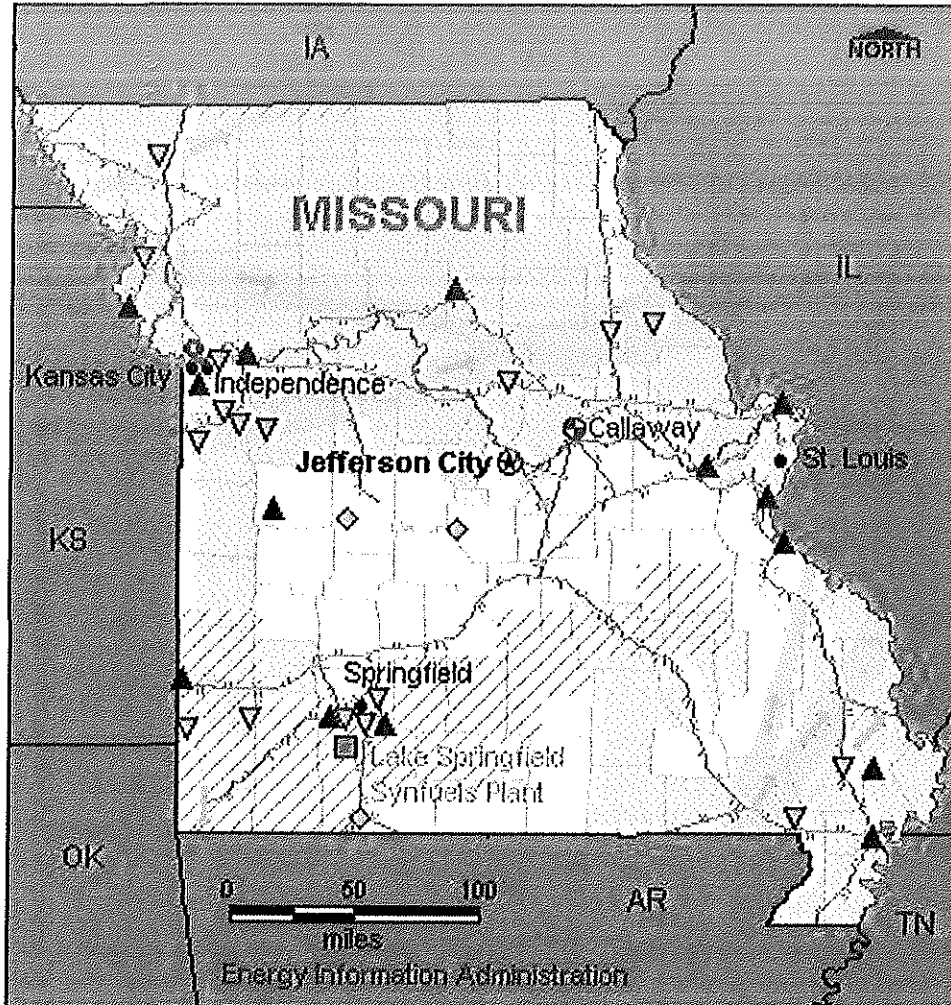 IA
NORTH
MISSOURI
IL
Kansas City
Independence
Callaway
Jefferson City
St. Louis
KS
Springfield
Lake Springfield
Synfuels Plant
OK
0 50 100
miles
AR
TN
Energy Information Administration